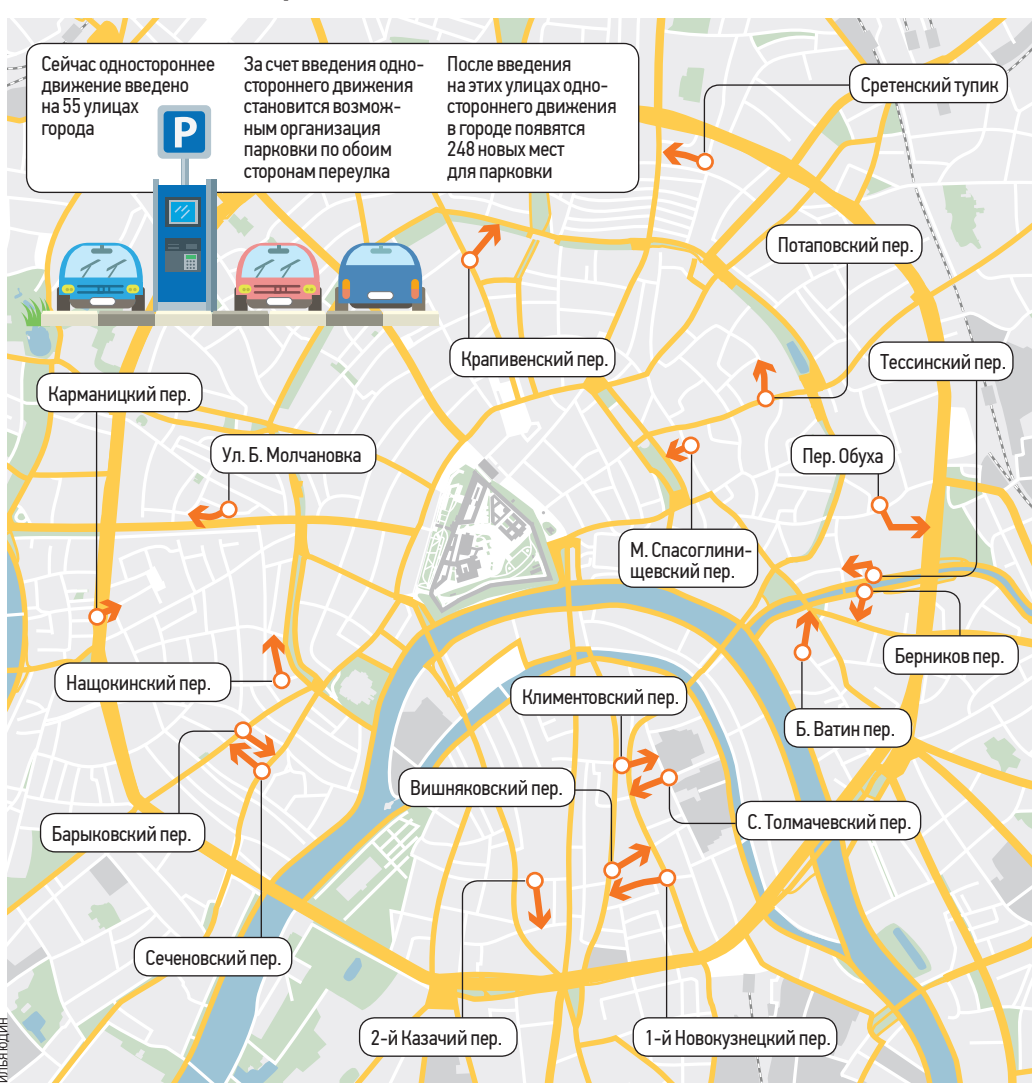 Сейчас одностороннее
движение введено
на 55 улицах
города
За счет введения одно-
стороннего движения
становится возмож-
ным организация
парковки по обоим
сторонам переулка
После введения
на этих улицах одно-
стороннего движения
в городе появятся
248 новых мест
для парковки
P
Сретенский тупик
Потаповский пер.
Крапивенский пер.
Тессинский пер.
Карманицкий пер.
Ул. Б. Молчановка
Пер. Обуха
М. Спасоглини-
щевский пер.
Берников пер.
Нащокинский пер.
Климентовский пер.
Б. Ватин пер.
Вишняковский пер.
С. Толмачевский пер.
Барыковский пер.
Сеченовский пер.
2-й Казачий пер.
1-й Новокузнецкий пер.
ИЛЬЯ ЮДИН